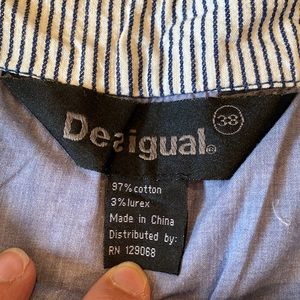 Desigual®
38
97% cotton
3% lurex
Made in China
Distributed by:
RN 129068